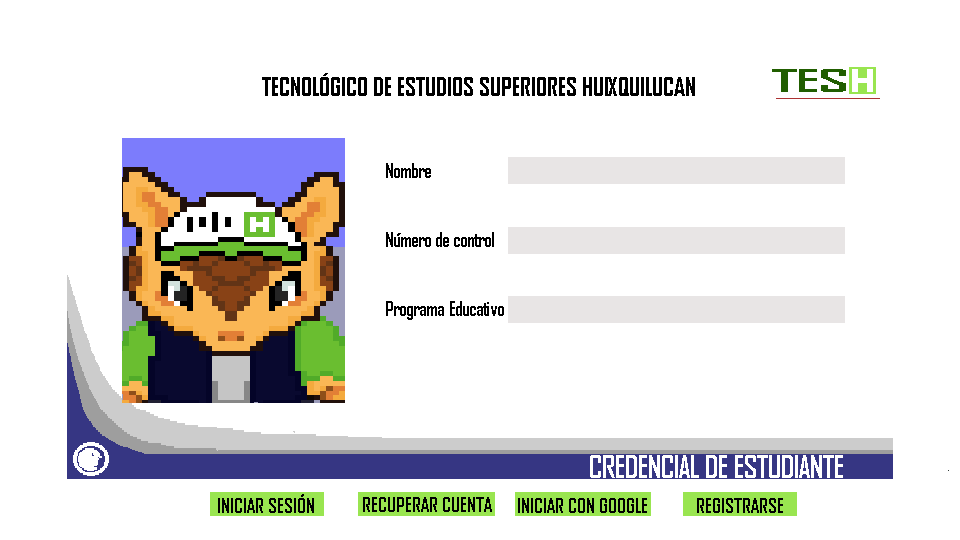 TECNOLÓGICO DE ESTUDIOS SUPERIORES HUIXQUILUCAN
TESH
H
Nombre
Número de control
Programa Educativo
CREDENCIAL DE ESTUDIANTE
INICIAR SESIÓN
RECUPERAR CUENTA
INICIAR CON GOOGLE
REGISTRARSE